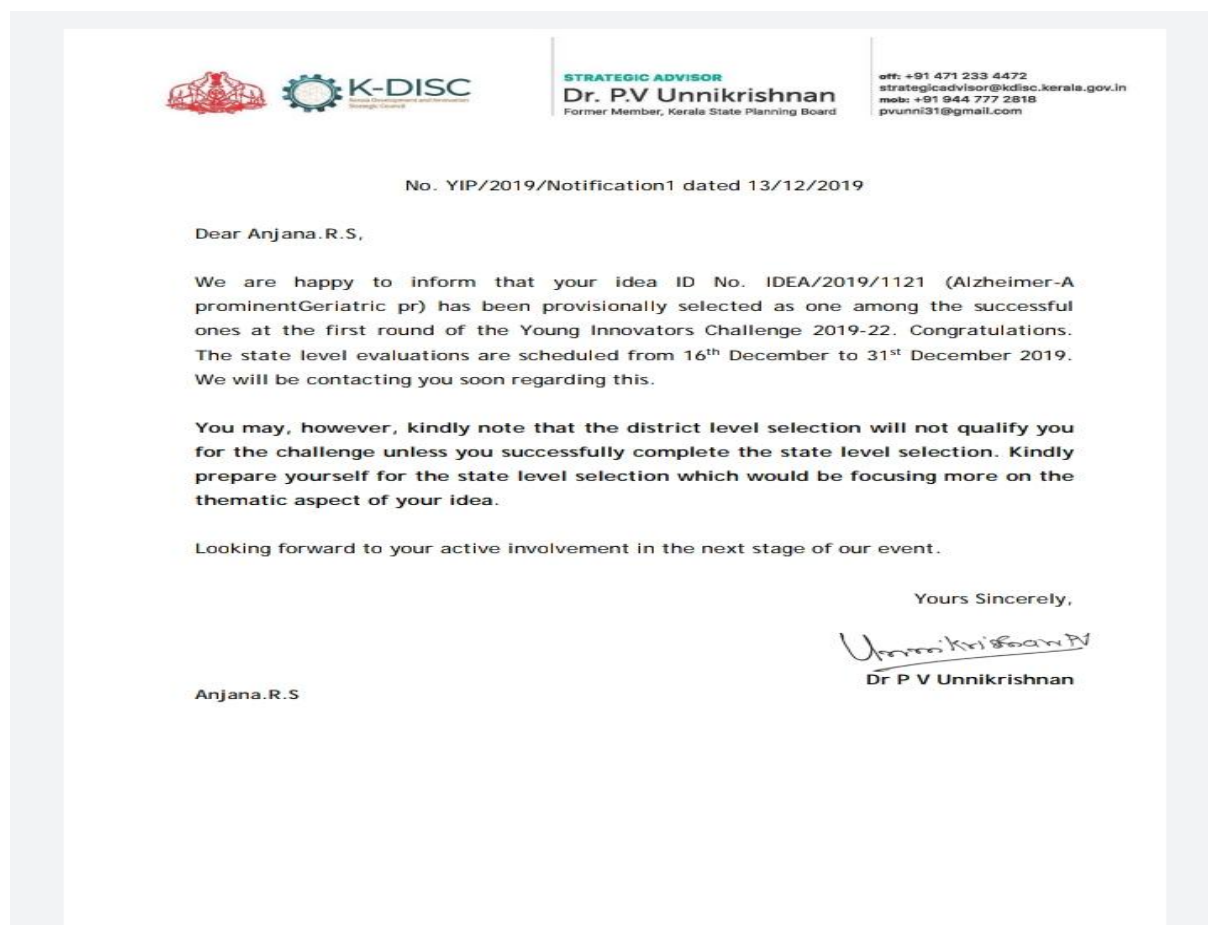 K-DISC
Kerala Development and Innovation
Strategic Council
STRATEGIC ADVISOR
Dr. P.V Unnikrishnan
Former Member, Kerala State Planning Board
off: +91 471 233 4472
strategicadvisor@kdisc.kerala.gov.in
mob: +91 944 777 2818
pvunni31@gmail.com
No. YIP/2019/Notification1 dated 13/12/2019
Dear Anjana.R.S,
We are happy to inform that your idea ID No. IDEA/2019/1121 (Alzheimer-A
prominentGeriatric pr) has been provisionally selected as one among the successful
ones at the first round of the Young Innovators Challenge 2019-22. Congratulations.
The state level evaluations are scheduled from 16th December to 31st December 2019.
We will be contacting you soon regarding this.
You may, however, kindly note that the district level selection will not qualify you
for the challenge unless you successfully complete the state level selection. Kindly
prepare yourself for the state level selection which would be focusing more on the
thematic aspect of your idea.
Looking forward to your active involvement in the next stage of our event.
Yours Sincerely,
Unnikrishnan PV
Dr P V Unnikrishnan
Anjana.R.S